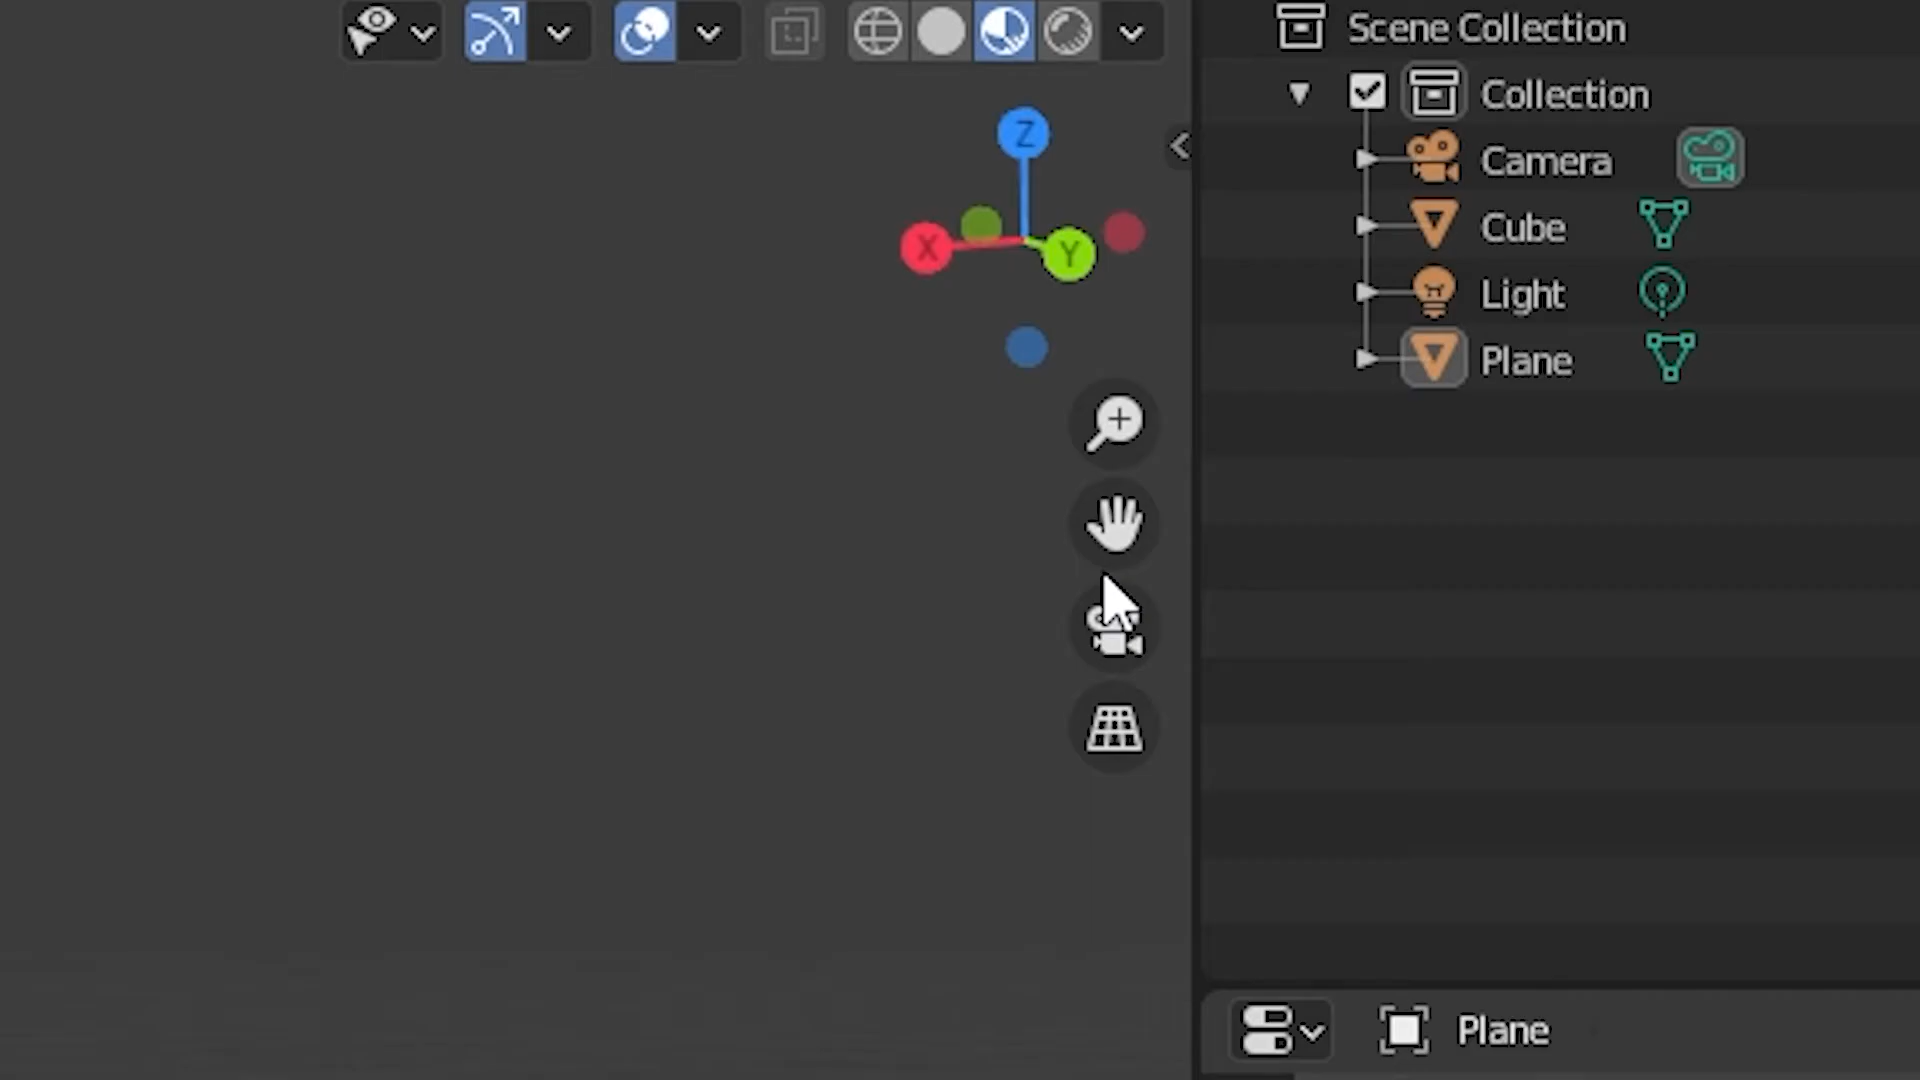 Scene Collection
Collection
Z
Camera
X
Y
Cube
Light
Plane
Plane